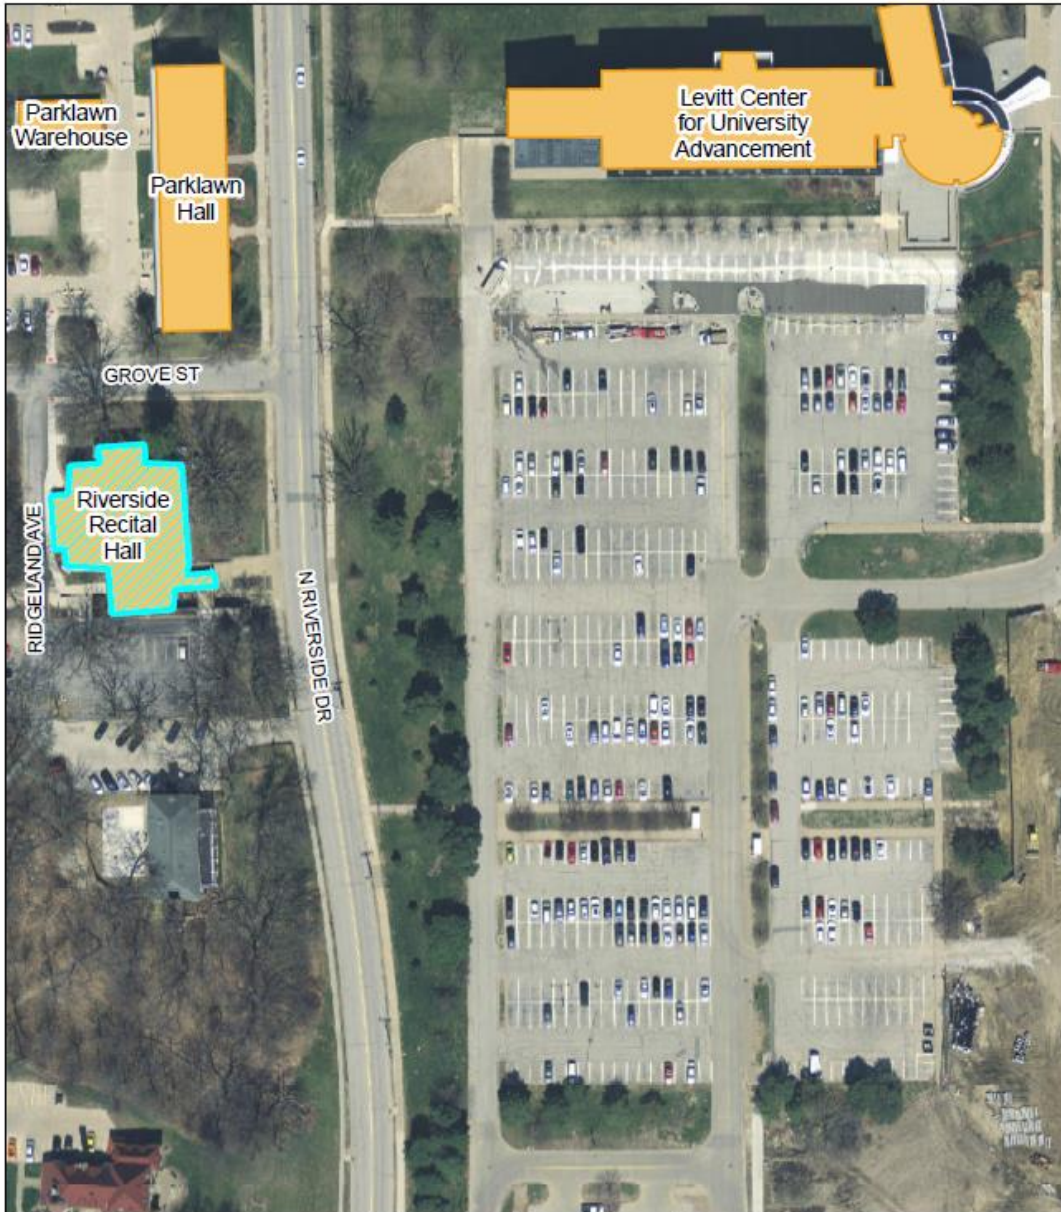 Parklawn
Warehouse
Parklawn
Hall
Levitt Center
for University
Advancement
GROVE ST
Riverside
Recital
Hall
RIDGELAND AVE
N RIVERSIDE DR